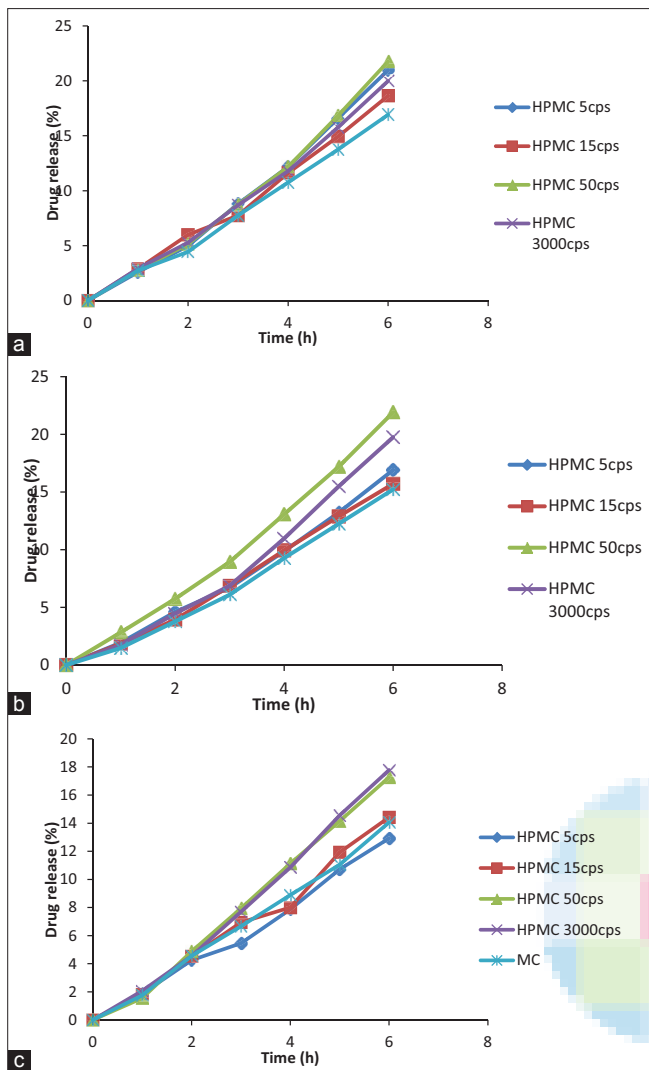 25
20
15
10
5
0
Drug release (%)
0 2 4 6 8
Time (h)
HPMC 5cps
HPMC 15cps
HPMC 50cps
HPMC
3000cps
a
25
20
15
10
5
0
Drug release (%)
0 2 4 6 8
Time (h)
HPMC 5cps
HPMC 15cps
HPMC 50cps
HPMC
3000cps
b
20
18
16
14
12
10
8
6
4
2
0
Drug release (%)
0 2 4 6 8
Time (h)
HPMC 5cps
HPMC 15cps
HPMC 50cps
HPMC 3000cps
MC
c